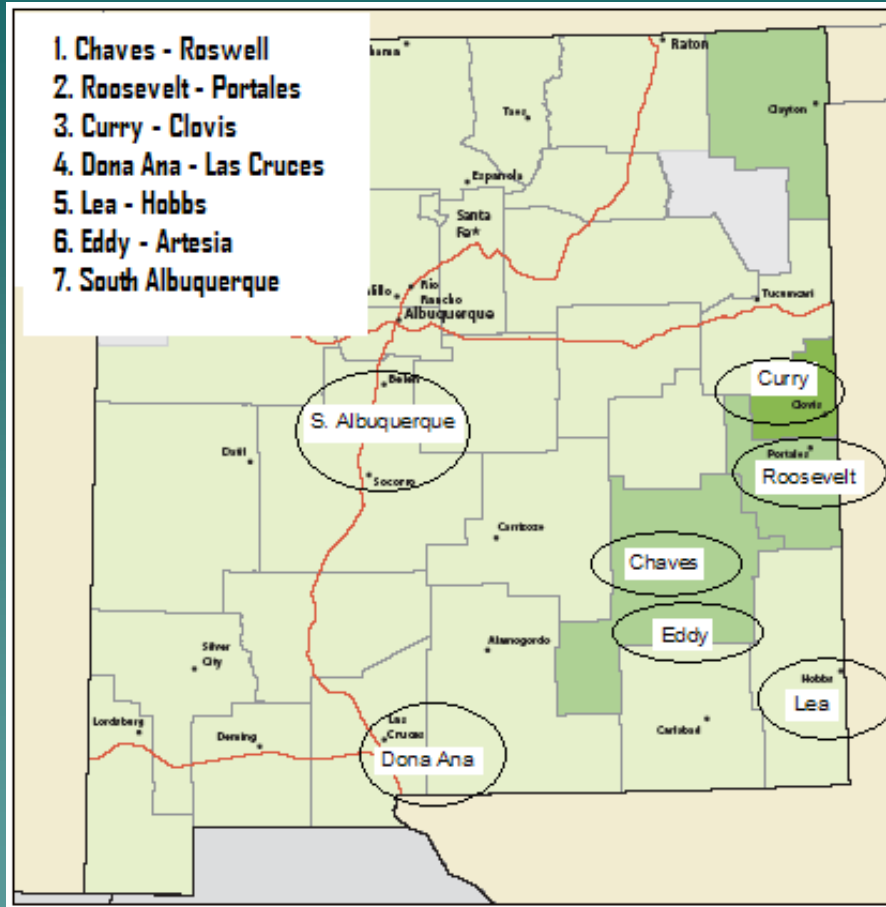 1. Chaves - Roswell
2. Roosevelt - Portales
3. Curry - Clovis
4. Dona Ana - Las Cruces
5. Lea - Hobbs
6. Eddy - Artesia
7. South Albuquerque
Raton
Clayton
Taos
Espanola
Santa
Fe*
Rio
Rancho
Albuquerque
Tucumcari
Belen
Curry
Clovis
S. Albuquerque
Portales
Roosevelt
Datil
Socorro
Carrizozo
Chaves
Eddy
Silver
City
Alamogordo
Hobbs
Lea
Lordsburg
Deming
Las
Cruces
Carlsbad
Dona Ana